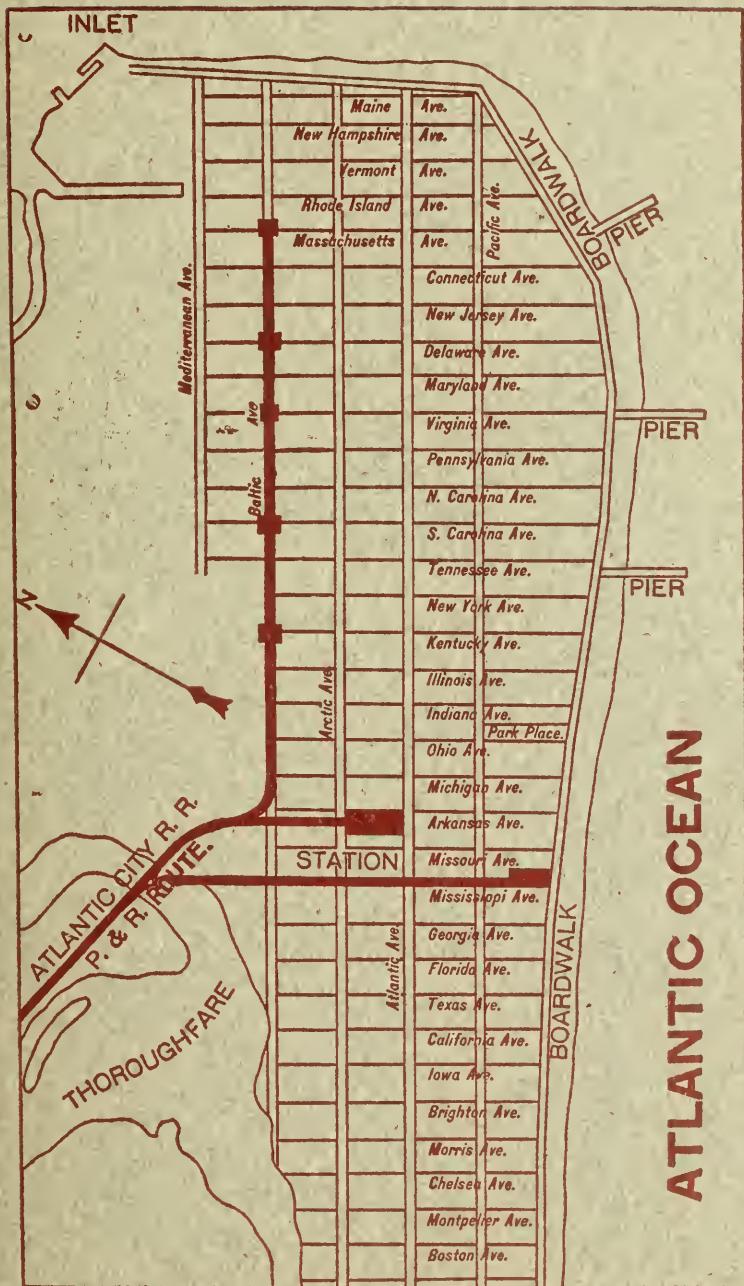 INLET
Maine Ave.
New Hampshire Ave.
Vermont Ave.
Rhode Island Ave.
Massachusetts Ave.
Connecticut Ave.
New Jersey Ave.
Delaware Ave.
Maryland Ave.
Virginia Ave.
Pennsylvania Ave.
N. Carolina Ave.
S. Carolina Ave.
Tennessee Ave.
New York Ave.
Kentucky Ave.
Illinois Ave.
Indiana Ave.
Park Place.
Ohio Ave.
Michigan Ave.
Arkansas Ave.
Missouri Ave.
Mississippi Ave.
Georgia Ave.
Florida Ave.
Texas Ave.
California Ave.
Iowa Ave.
Brighton Ave.
Morris Ave.
Chelsea Ave.
Montpelier Ave.
Boston Ave.
Mediterranean Ave.
Baltic Ave
Arctic Ave.
Atlantic Ave.
Pacific Ave.
BOARDWALK
PIER
PIER
PIER
BOARDWALK
N
STATION
ATLANTIC CITY R. R.
P. & R. ROUTE.
THOROUGHFARE
ATLANTIC OCEAN